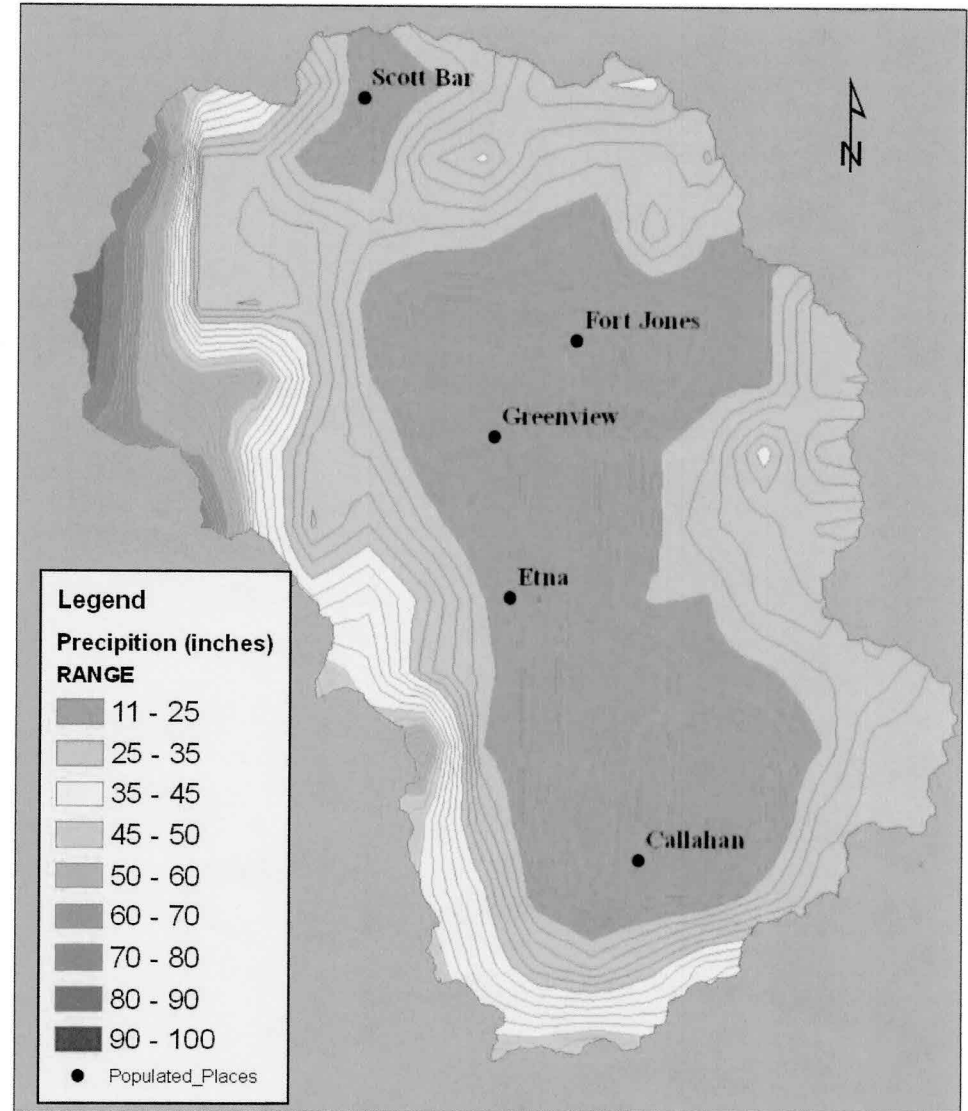 Scott Bar
N
Fort Jones
Greenview
Etna
Callahan
Legend
Precipition (inches)
RANGE
11 - 25
25 - 35
35 - 45
45 - 50
50 - 60
60 - 70
70 - 80
80 - 90
90 - 100
Populated_Places